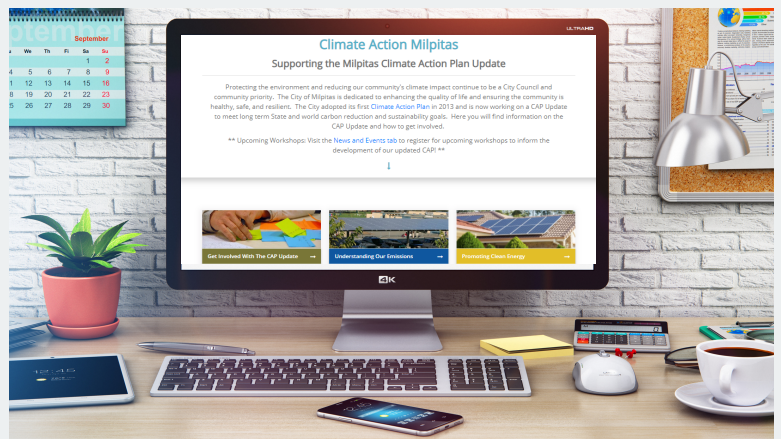 ptember
September
u We Th Fr Sa Su
1 2
4 5 6 7 8 9
12 13 14 15 16
19 20 21 22 23
26 27 28 29 30
ULTRAHD
Climate Action Milpitas
Supporting the Milpitas Climate Action Plan Update
Protecting the environment and reducing our community's climate impact continue to be a City Council and
community priority. The City of Milpitas is dedicated to enhancing the quality of life and ensuring the community is
healthy, safe, and resilient. The City adopted its first Climate Action Plan in 2013 and is now working on a CAP Update
to meet long term State and world carbon reduction and sustainability goals. Here you will find information on the
CAP Update and how to get involved.
** Upcoming Workshops: Visit the News and Events tab to register for upcoming workshops to inform the
development of our updated CAP! **
↓
Get Involved With The CAP Update →
Understanding Our Emissions →
Promoting Clean Energy →
4K
12:45